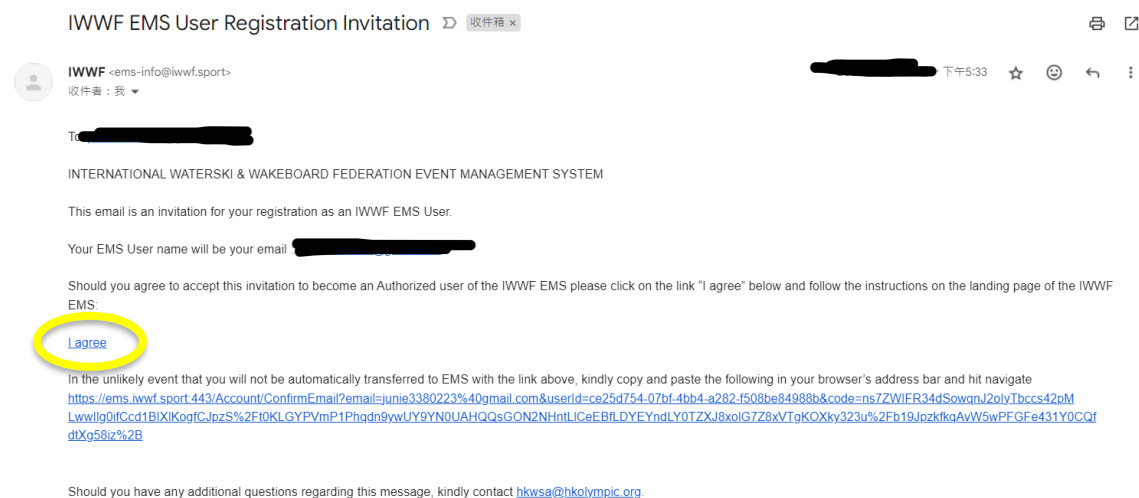 IWWF EMS User Registration Invitation 收件箱 ×
IWWF <ems-info@iwwf.sport> 下午5:33
收件者：我
To
INTERNATIONAL WATERSKI & WAKEBOARD FEDERATION EVENT MANAGEMENT SYSTEM
This email is an invitation for your registration as an IWWF EMS User.
Your EMS User name will be your email :
Should you agree to accept this invitation to become an Authorized user of the IWWF EMS please click on the link “I agree” below and follow the instructions on the landing page of the IWWF
EMS:
I agree
In the unlikely event that you will not be automatically transferred to EMS with the link above, kindly copy and paste the following in your browser’s address bar and hit navigate
https://ems.iwwf.sport:443/Account/ConfirmEmail?email=junie3380223%40gmail.com&userId=ce25d754-07bf-4bb4-a282-f508be84988b&code=ns7ZWIFR34dSowqnJ2oIyTbccs42pM
LwwIlg0ifCcd1BIXlKogfCJpzS%2Ft0KLGYPVmP1Phqdn9ywUY9YN0UAHQQsGON2NHntLlCeEBfLDYEYndLY0TZXJ8xolG7Z8xVTgKOXky323u%2Fb19JpzkfkqAvW5wPFGFe431Y0CQf
dtXg58iz%2B
Should you have any additional questions regarding this message, kindly contact hkwsa@hkolympic.org.